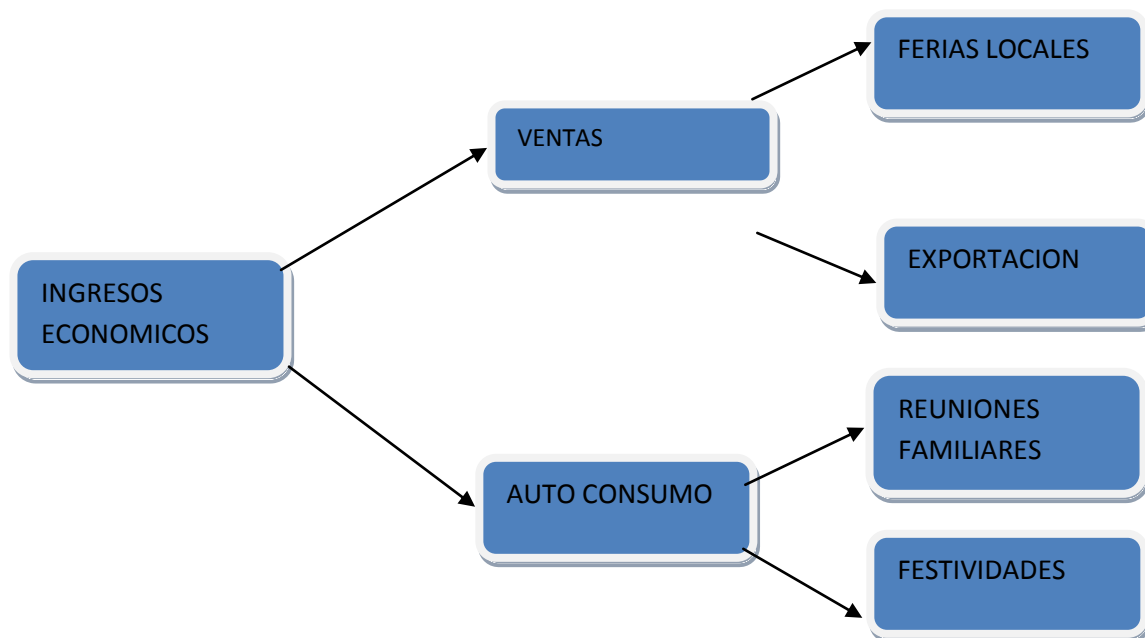 FERIAS LOCALES
VENTAS
EXPORTACION
INGRESOS
ECONOMICOS
REUNIONES
FAMILIARES
AUTO CONSUMO
FESTIVIDADES